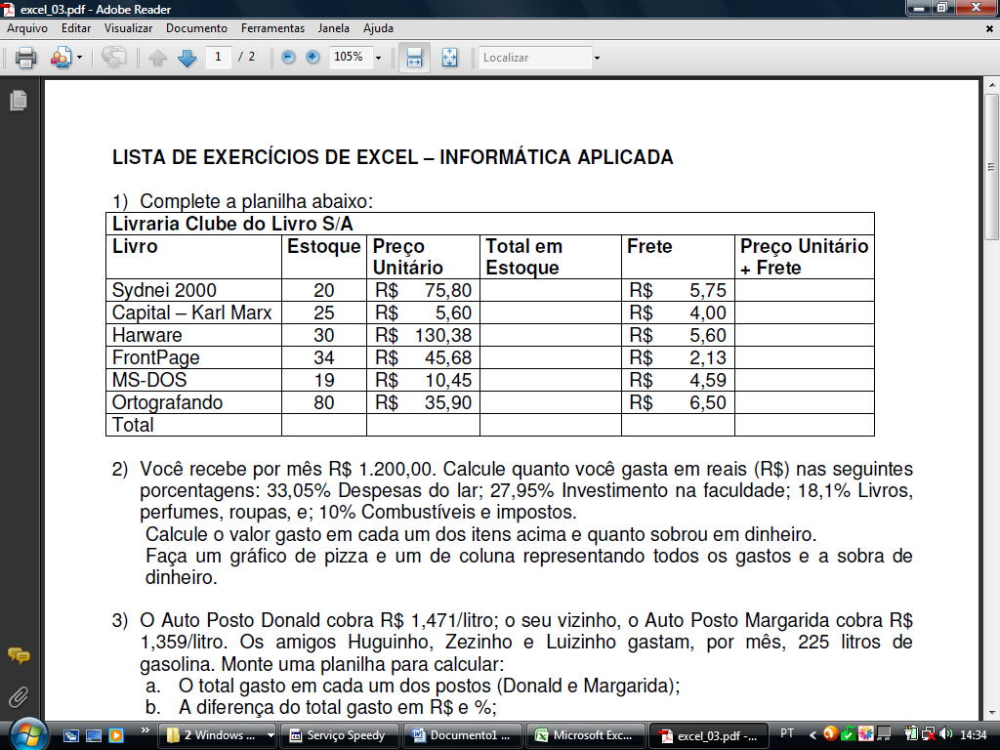 excel_03.pdf - Adobe Reader
Arquivo Editar Visualizar Documento Ferramentas Janela Ajuda
1 / 2 105% Localizar
LISTA DE EXERCÍCIOS DE EXCEL – INFORMÁTICA APLICADA
1) Complete a planilha abaixo:
Livraria Clube do Livro S/A
Livro Estoque Preço Unitário Total em Estoque Frete Preço Unitário + Frete
Sydnei 2000 20 R$ 75,80 R$ 5,75
Capital – Karl Marx 25 R$ 5,60 R$ 4,00
Harware 30 R$ 130,38 R$ 5,60
FrontPage 34 R$ 45,68 R$ 2,13
MS-DOS 19 R$ 10,45 R$ 4,59
Ortografando 80 R$ 35,90 R$ 6,50
Total
2) Você recebe por mês R$ 1.200,00. Calcule quanto você gasta em reais (R$) nas seguintes
porcentagens: 33,05% Despesas do lar; 27,95% Investimento na faculdade; 18,1% Livros,
perfumes, roupas, e; 10% Combustíveis e impostos.
Calcule o valor gasto em cada um dos itens acima e quanto sobrou em dinheiro.
Faça um gráfico de pizza e um de coluna representando todos os gastos e a sobra de
dinheiro.
3) O Auto Posto Donald cobra R$ 1,471/litro; o seu vizinho, o Auto Posto Margarida cobra R$
1,359/litro. Os amigos Huguinho, Zezinho e Luizinho gastam, por mês, 225 litros de
gasolina. Monte uma planilha para calcular:
a. O total gasto em cada um dos postos (Donald e Margarida);
b. A diferença do total gasto em R$ e %;
2 Windows ... Serviço Speedy Documento1 ... Microsoft Exc... excel_03.pdf -... PT 14:34